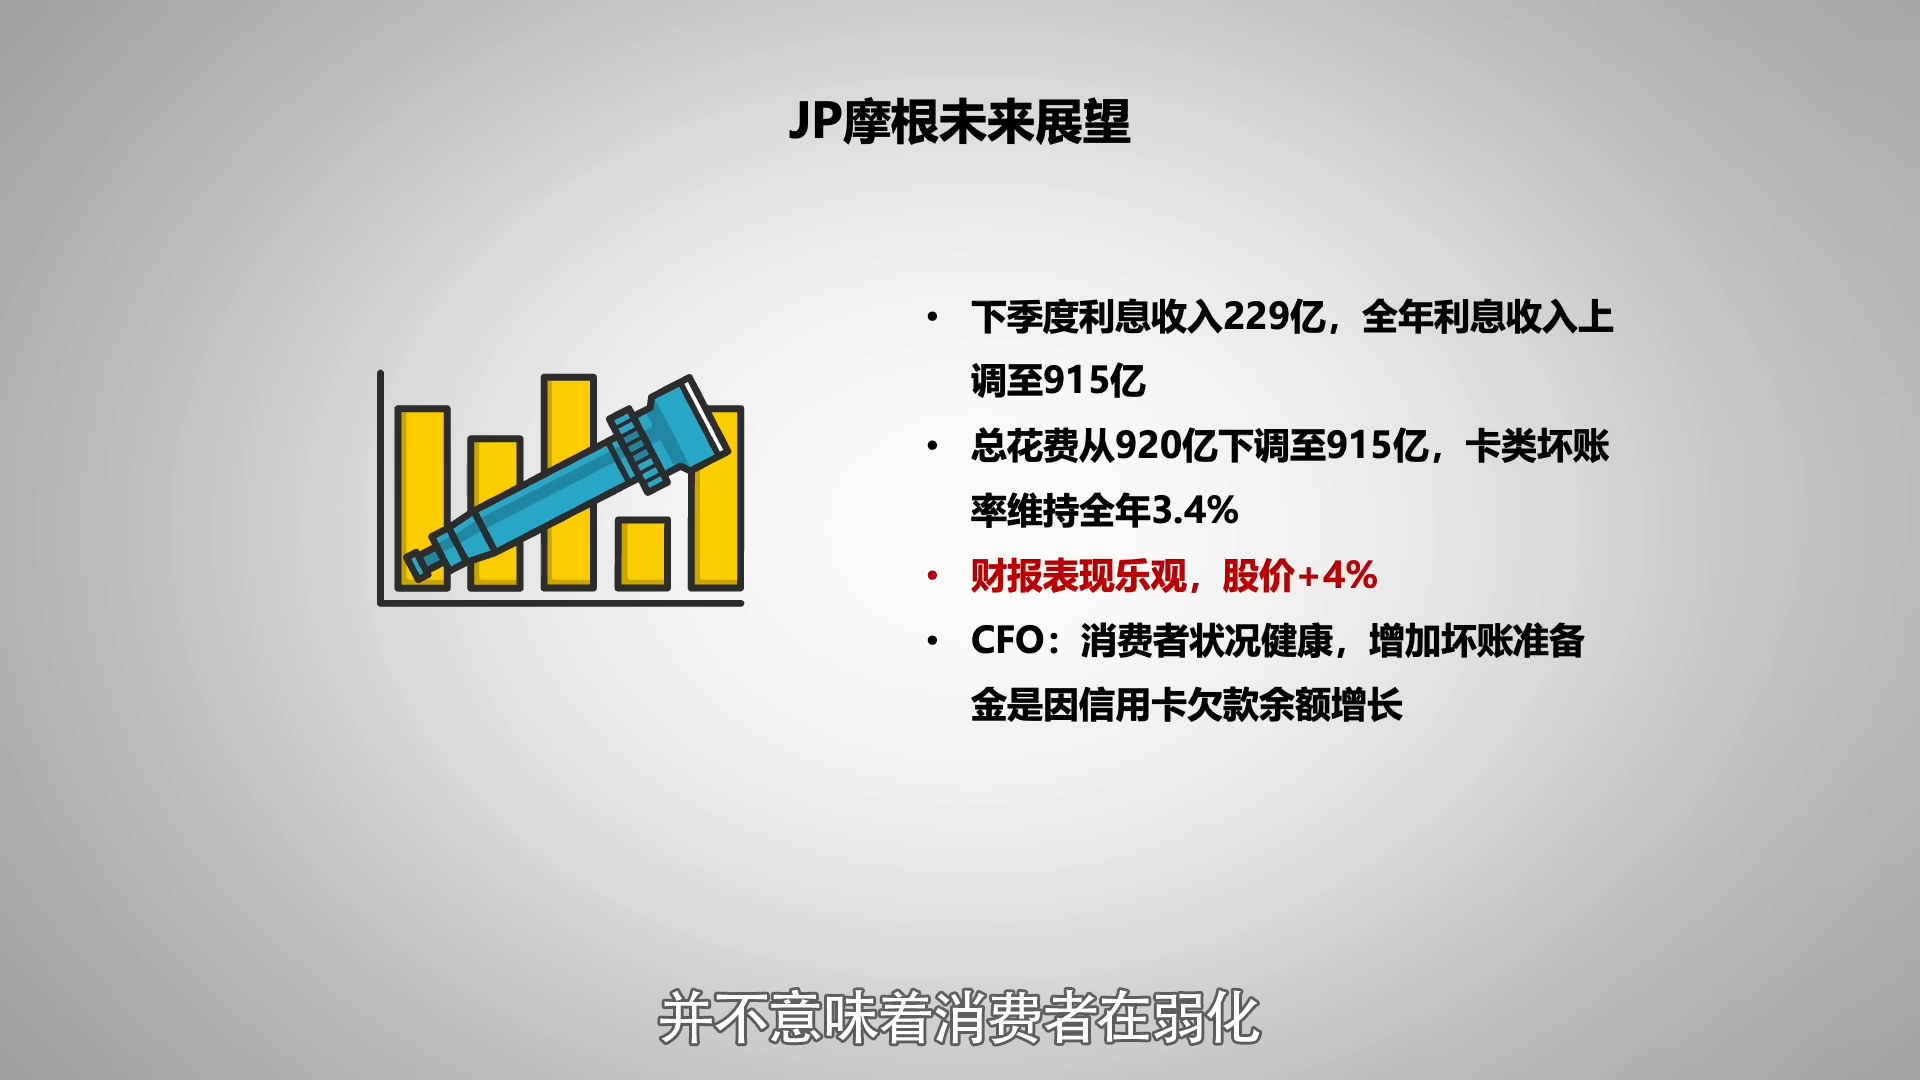 JP摩根未来展望
• 下季度利息收入229亿，全年利息收入上
调至915亿
• 总花费从920亿下调至915亿，卡类坏账
率维持全年3.4%
• 财报表现乐观，股价+4%
• CFO：消费者状况健康，增加坏账准备
金是因信用卡欠款余额增长
并不意味着消费者在弱化